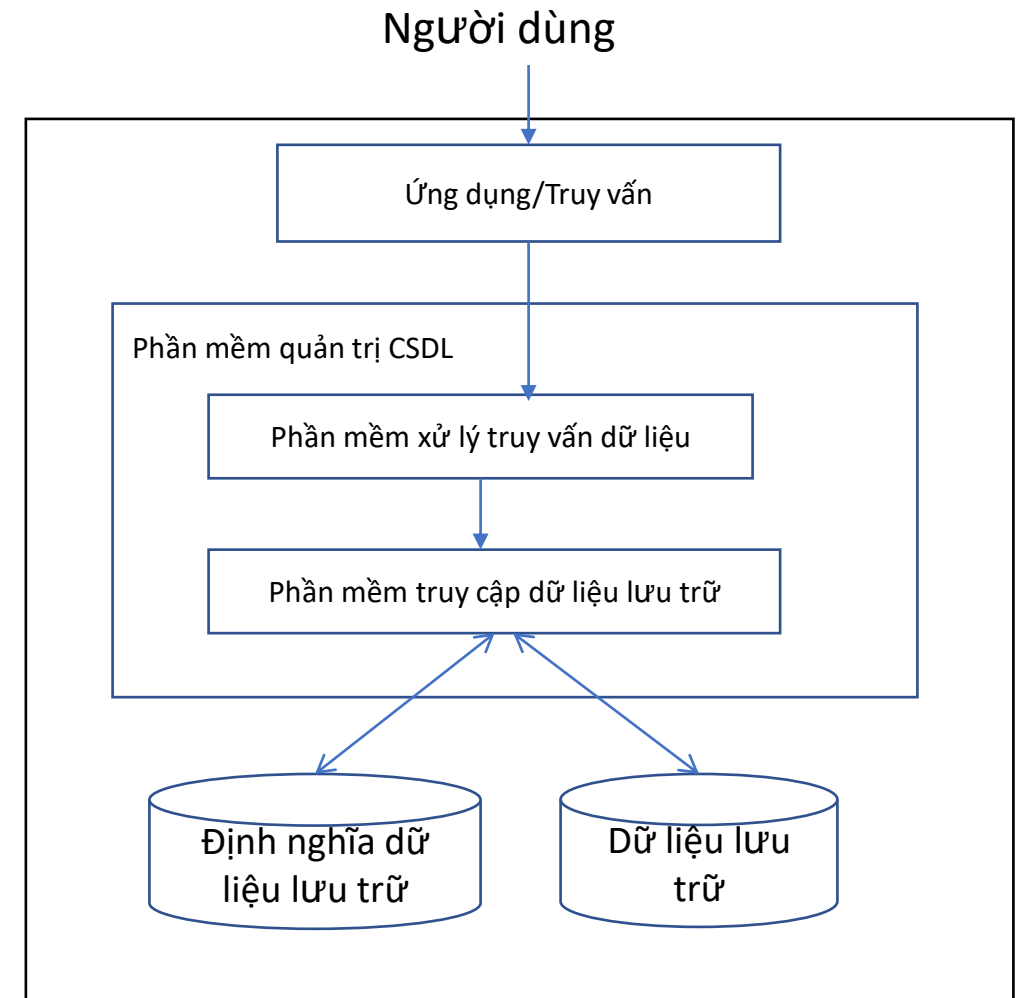 Người dùng
Ứng dụng/Truy vấn
Phần mềm quản trị CSDL
Phần mềm xử lý truy vấn dữ liệu
Phần mềm truy cập dữ liệu lưu trữ
Định nghĩa dữ
liệu lưu trữ
Dữ liệu lưu
trữ